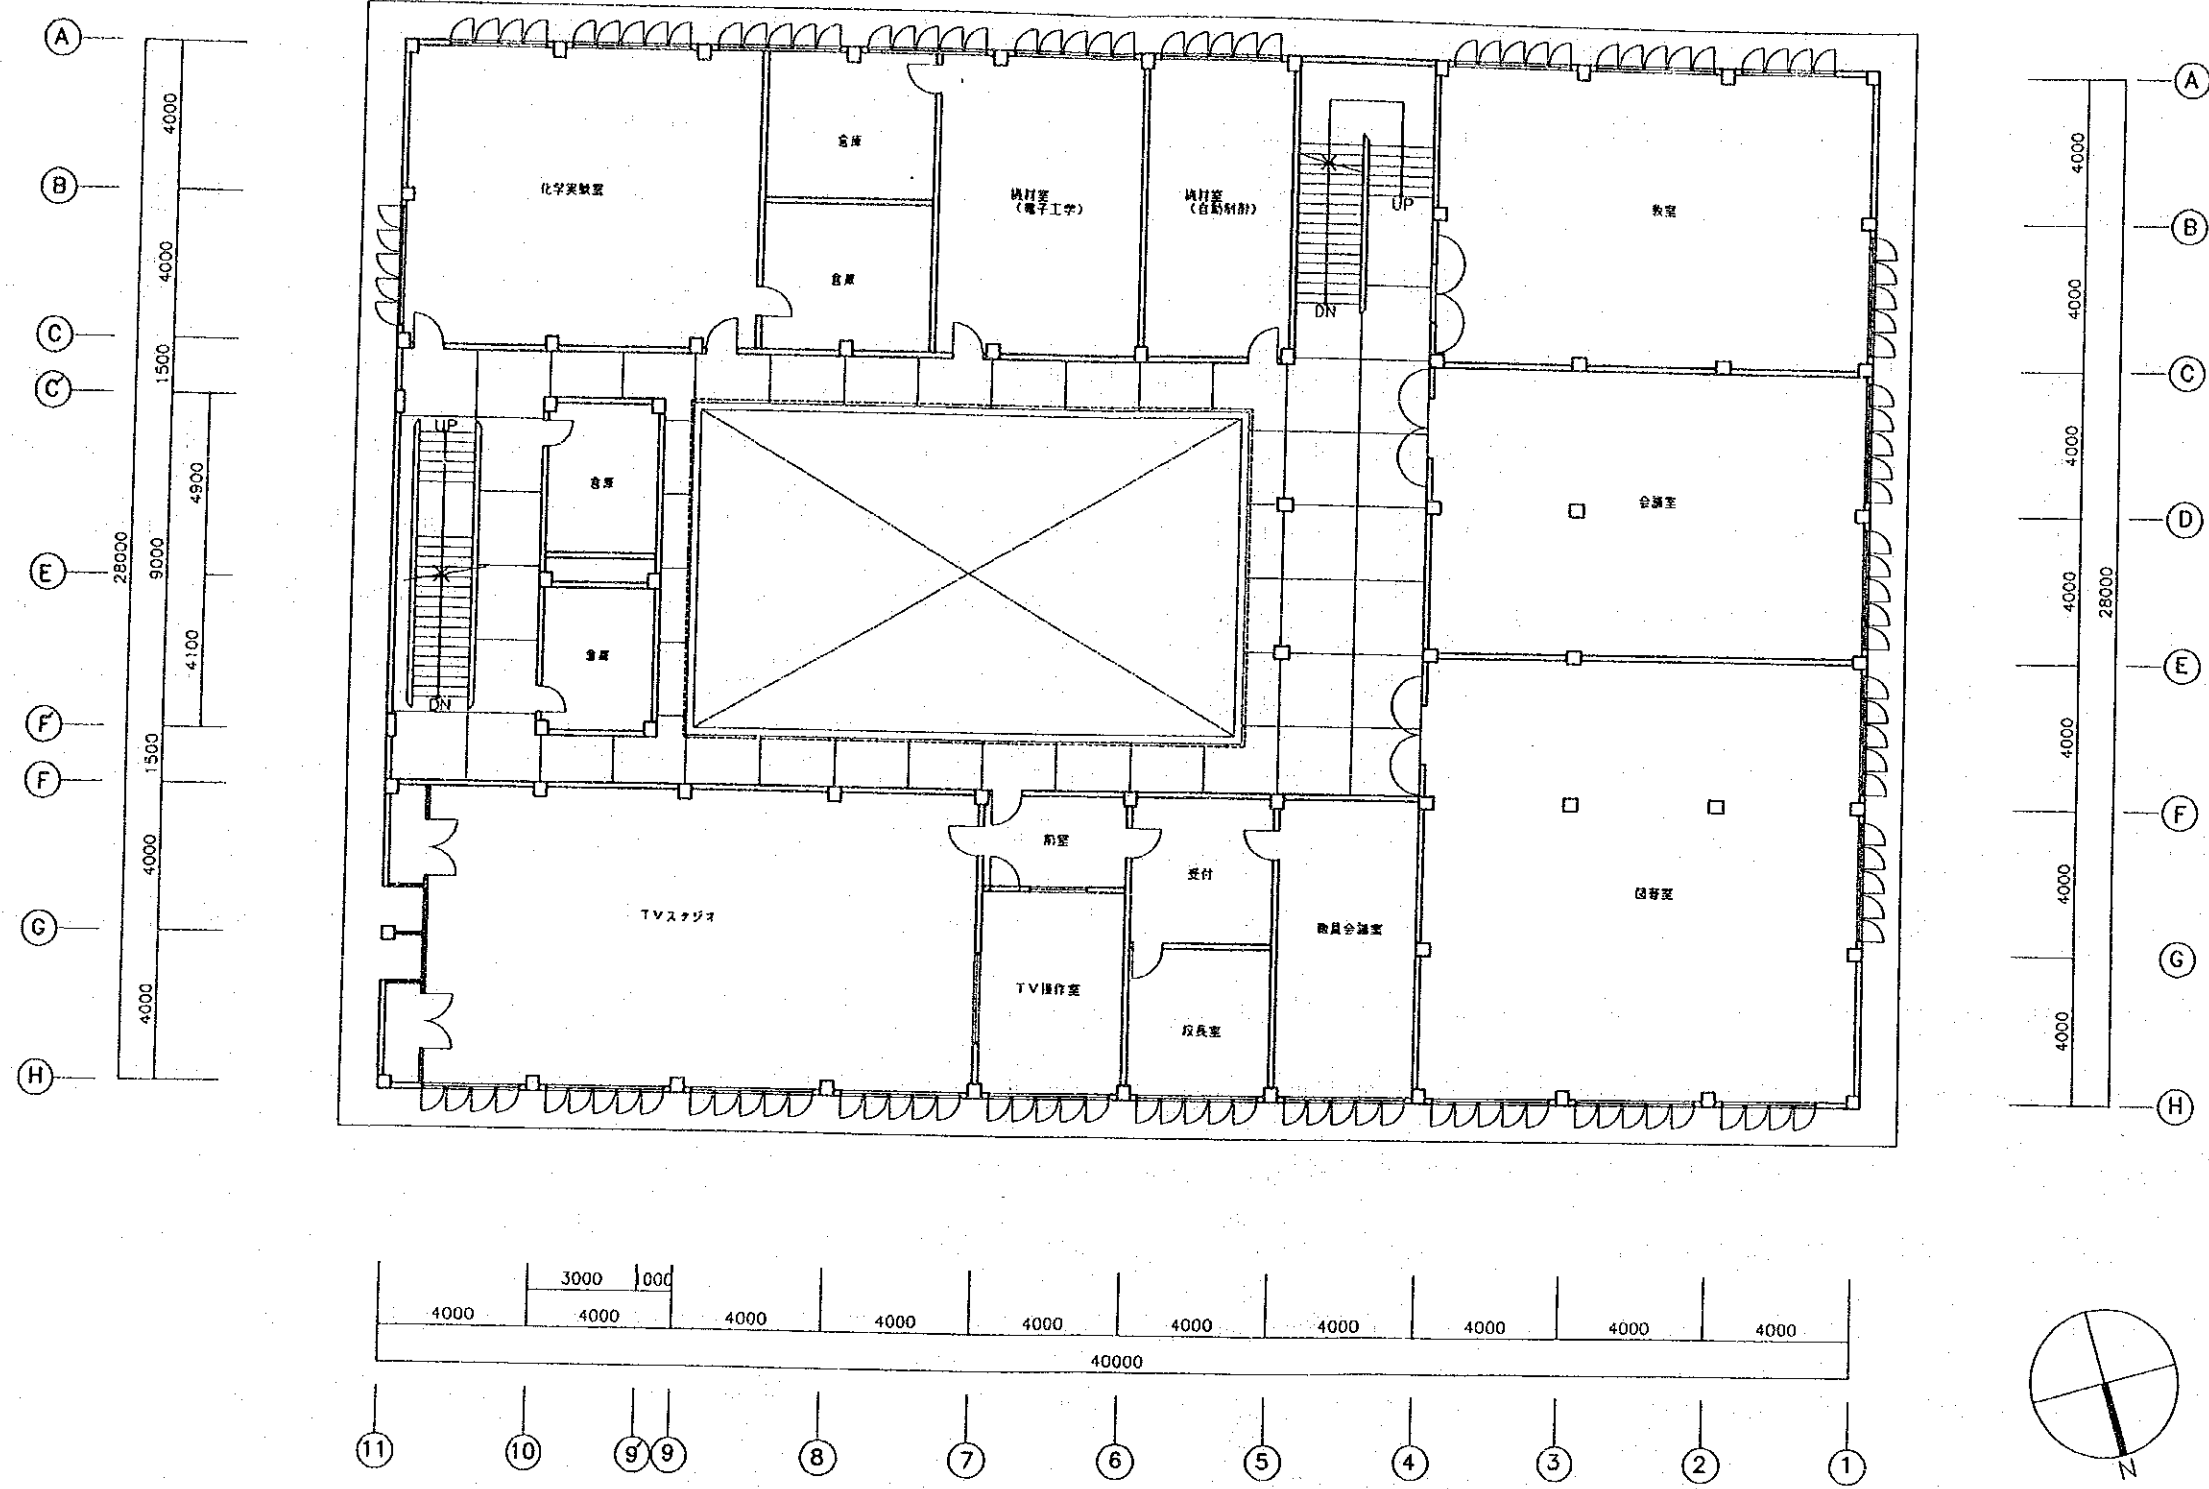 A
B
C
C'
E
F'
F
G
H
4000
4000
1500
9000
1500
4000
4000
28000
4900
4100
化学実験室
倉庫
倉庫
機材室
(電子工学)
機材室
(自動制御)
UP
DN
教室
UP
DN
倉庫
倉庫
会議室
TVスタジオ
前室
TV操作室
受付
校長室
職員会議室
図書室
A
B
C
D
E
F
G
H
4000
4000
4000
4000
4000
4000
4000
28000
3000
1000
4000
4000
4000
4000
4000
4000
4000
4000
4000
4000
40000
11
10
9'
9
8
7
6
5
4
3
2
1
N